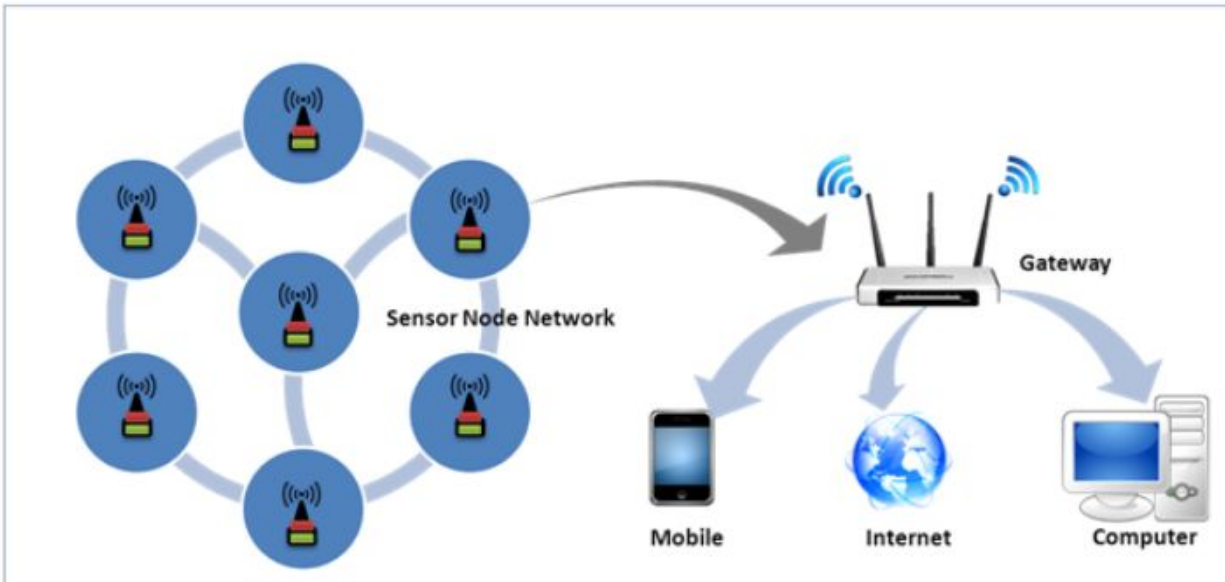 Gateway
Sensor Node Network
Mobile
Internet
Computer